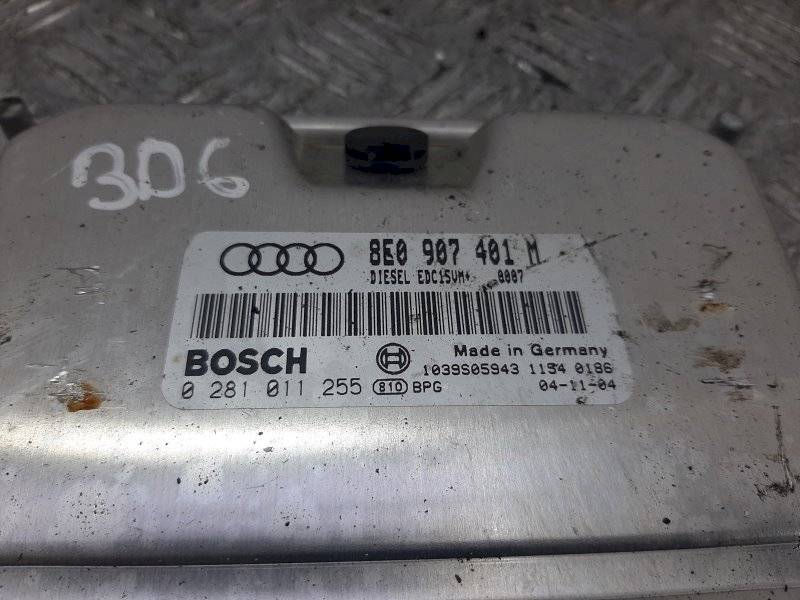 3D6
8E0 907 401 M
DIESEL EDC15VM+ 0007
BOSCH
Made in Germany
1039S05943 1154 0186
0 281 011 255 810 BPG 04-11-04